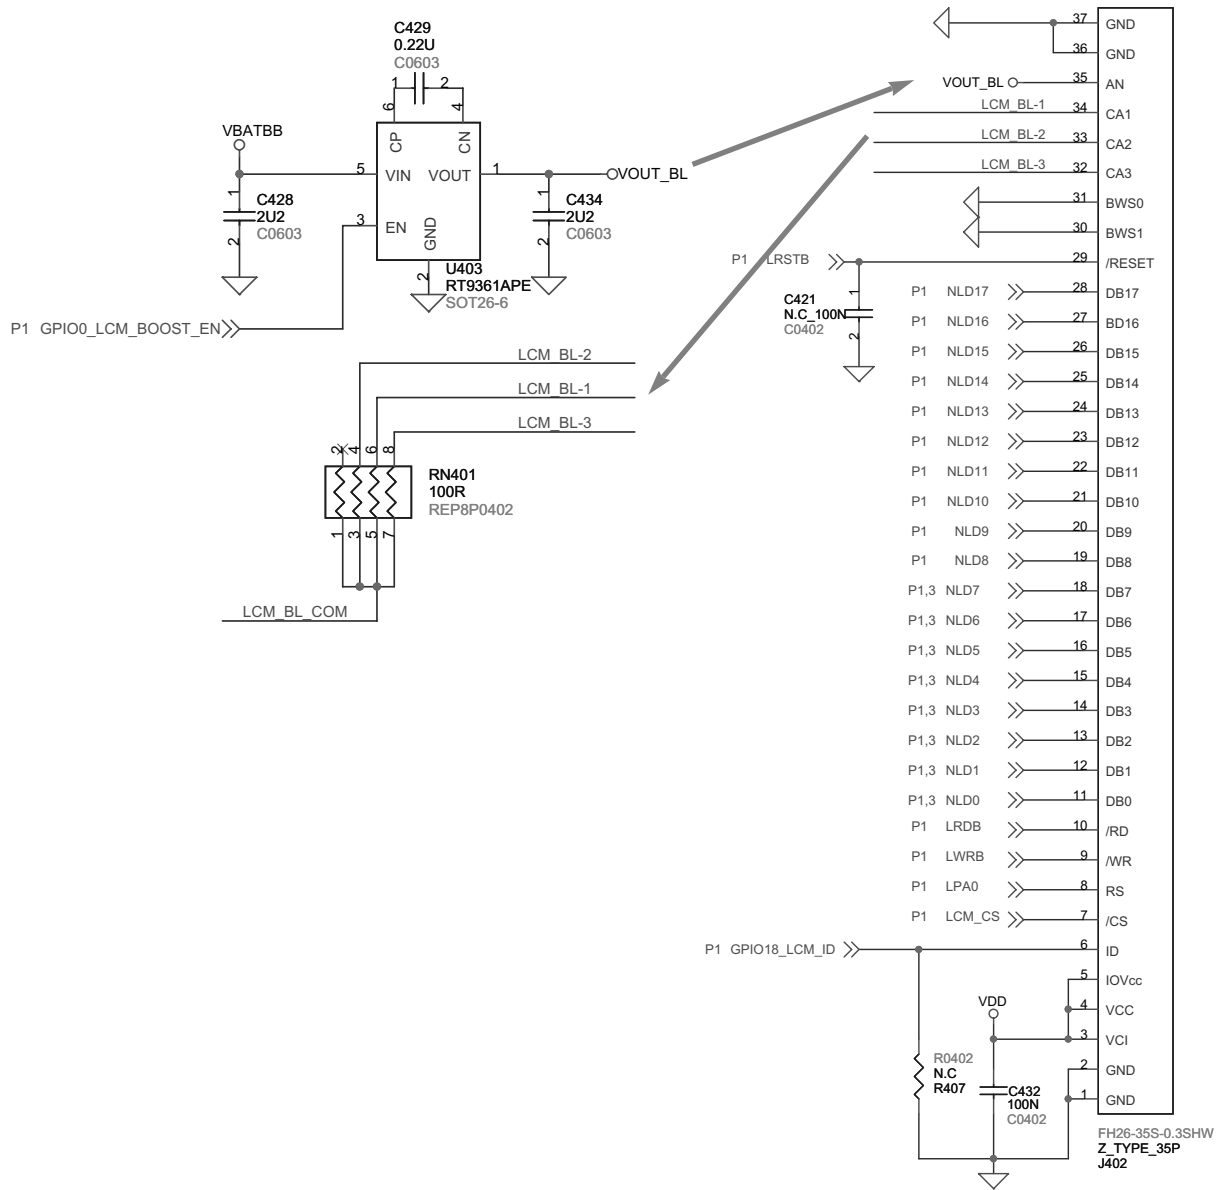 C429
0.22U
C0603
1 2
6 4
CP CN
VBATBB
5 VIN VOUT 1 VOUT_BL
1 C428
2U2
C0603
2
3 EN
GND
2
1 C434
2U2
C0603
2
U403
RT9361APE
SOT26-6
P1 GPIO0_LCM_BOOST_EN
LCM_BL-2
LCM_BL-1
LCM_BL-3
2 4 6 8
RN401
100R
REP8P0402
1 3 5 7
LCM_BL_COM
37 GND
36 GND
VOUT_BL 35 AN
LCM_BL-1 34 CA1
LCM_BL-2 33 CA2
LCM_BL-3 32 CA3
31 BWS0
30 BWS1
P1 LRSTB 29 /RESET
1
C421
N.C_100N
C0402
2
P1 NLD17 28 DB17
P1 NLD16 27 BD16
P1 NLD15 26 DB15
P1 NLD14 25 DB14
P1 NLD13 24 DB13
P1 NLD12 23 DB12
P1 NLD11 22 DB11
P1 NLD10 21 DB10
P1 NLD9 20 DB9
P1 NLD8 19 DB8
P1,3 NLD7 18 DB7
P1,3 NLD6 17 DB6
P1,3 NLD5 16 DB5
P1,3 NLD4 15 DB4
P1,3 NLD3 14 DB3
P1,3 NLD2 13 DB2
P1,3 NLD1 12 DB1
P1,3 NLD0 11 DB0
P1 LRDB 10 /RD
P1 LWRB 9 /WR
P1 LPA0 8 RS
P1 LCM_CS 7 /CS
P1 GPIO18_LCM_ID 6 ID
5 IOVcc
VDD
4 VCC
3 VCI
2 GND
1 GND
R0402
N.C
R407
C432
100N
C0402
FH26-35S-0.3SHW
Z_TYPE_35P
J402